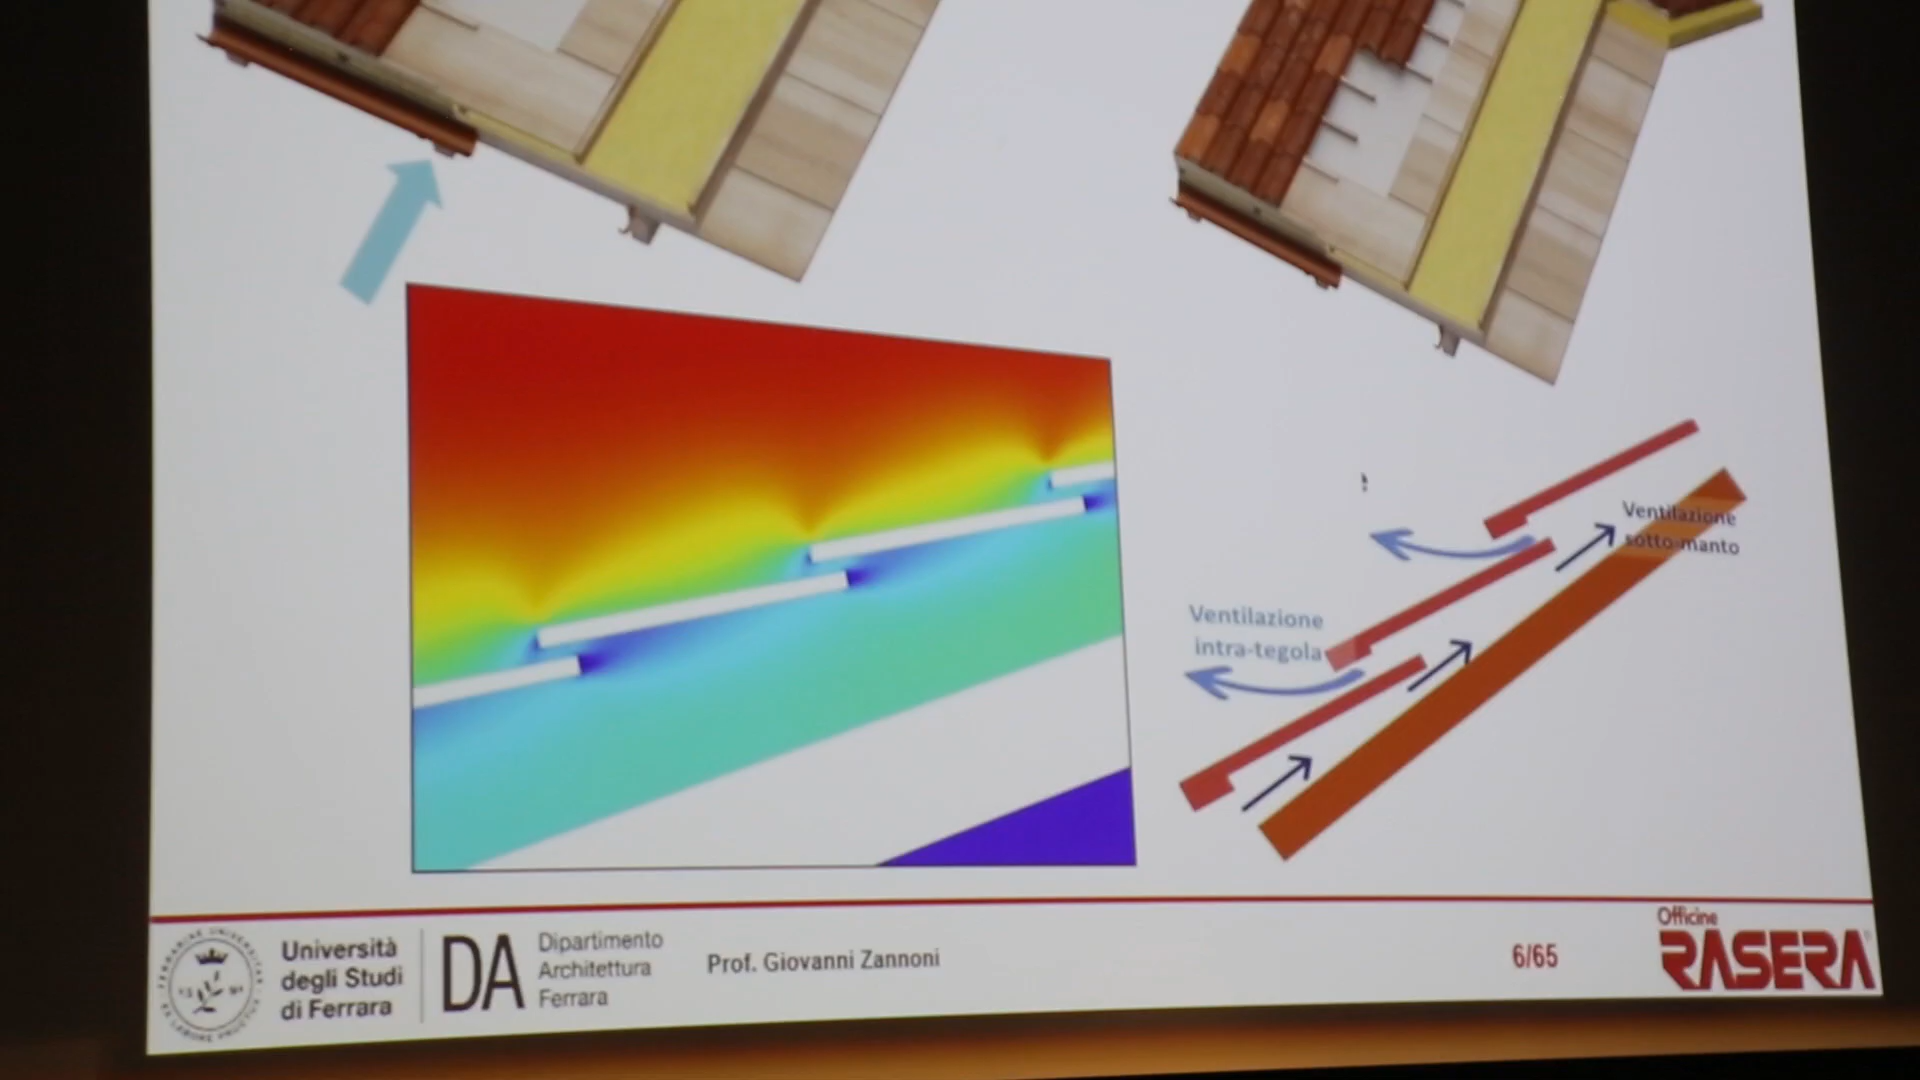 Ventilazione
sotto-manto
Ventilazione
intra-tegola
Università
degli Studi
di Ferrara
DA
Dipartimento
Architettura
Ferrara
Prof. Giovanni Zannoni
6/65
Officine
RASERA